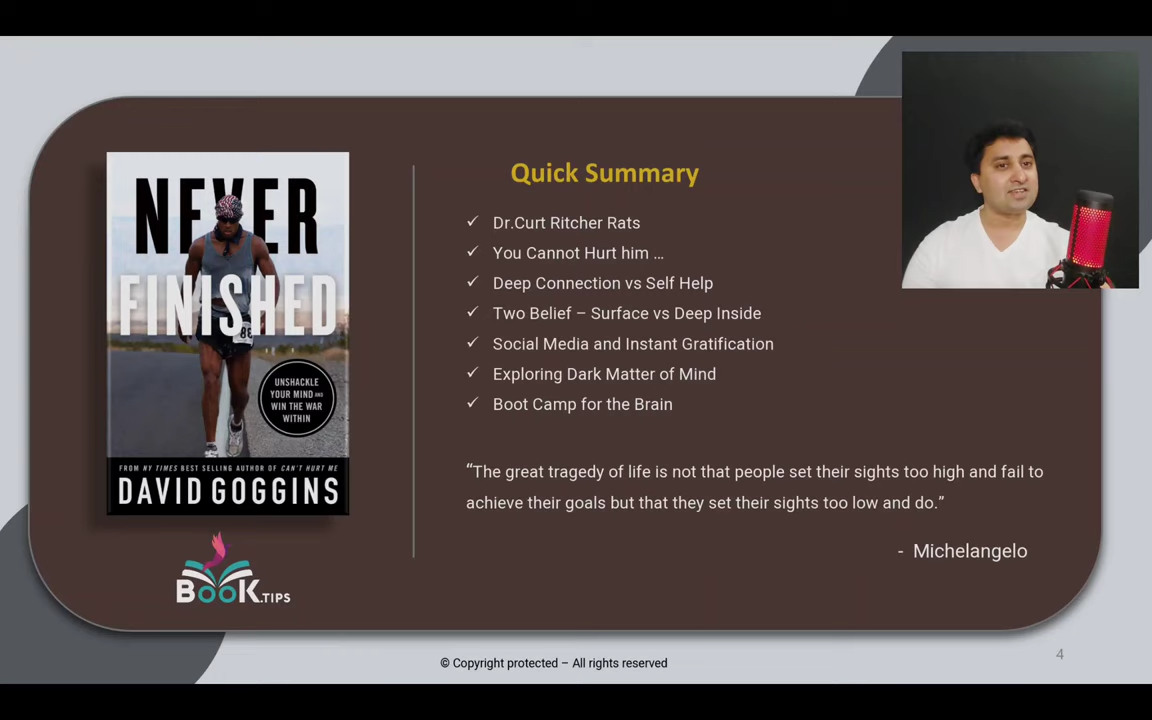 NEVER
FINISHED
88
UNSHACKLE
YOUR MIND AND
WIN THE WAR
WITHIN
FROM NY TIMES BEST SELLING AUTHOR OF CAN'T HURT ME
DAVID GOGGINS
BOOK.TIPS
Quick Summary
✓ Dr.Curt Ritcher Rats
✓ You Cannot Hurt him ...
✓ Deep Connection vs Self Help
✓ Two Belief – Surface vs Deep Inside
✓ Social Media and Instant Gratification
✓ Exploring Dark Matter of Mind
✓ Boot Camp for the Brain
“The great tragedy of life is not that people set their sights too high and fail to
achieve their goals but that they set their sights too low and do.”
- Michelangelo
© Copyright protected – All rights reserved
4